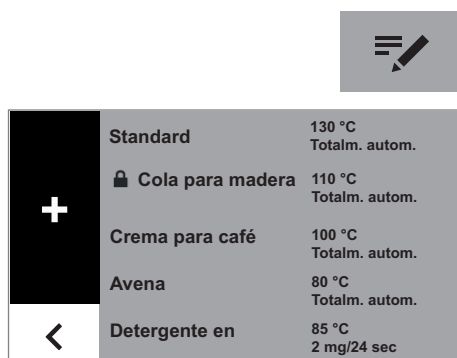 Standard 130 °C
Totalm. autom.
Cola para madera 110 °C
Totalm. autom.
Crema para café 100 °C
Totalm. autom.
Avena 80 °C
Totalm. autom.
Detergente en 85 °C
2 mg/24 sec